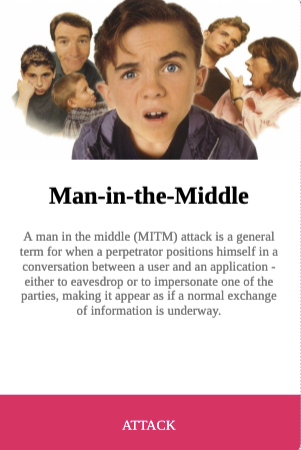 Man-in-the-Middle
A man in the middle (MITM) attack is a general
term for when a perpetrator positions himself in a
conversation between a user and an application -
either to eavesdrop or to impersonate one of the
parties, making it appear as if a normal exchange
of information is underway.
ATTACK